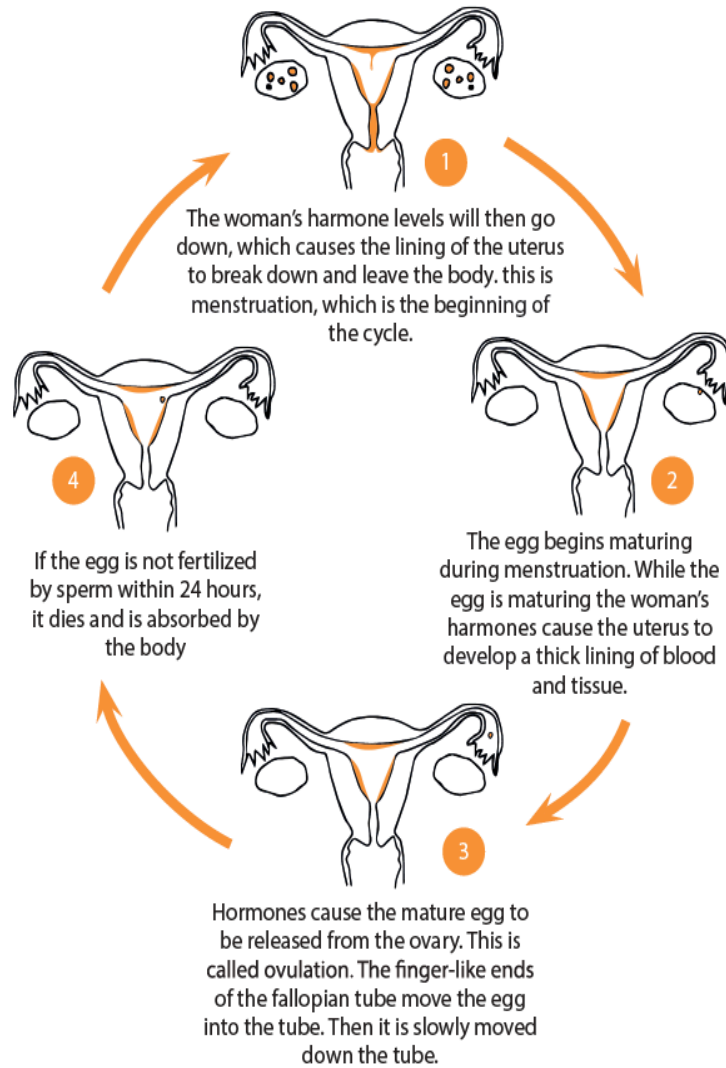 1
The woman's harmone levels will then go
down, which causes the lining of the uterus
to break down and leave the body. this is
menstruation, which is the beginning of
the cycle.
2
The egg begins maturing
during menstruation. While the
egg is maturing the woman's
harmones cause the uterus to
develop a thick lining of blood
and tissue.
3
Hormones cause the mature egg to
be released from the ovary. This is
called ovulation. The finger-like ends
of the fallopian tube move the egg
into the tube. Then it is slowly moved
down the tube.
4
If the egg is not fertilized
by sperm within 24 hours,
it dies and is absorbed by
the body